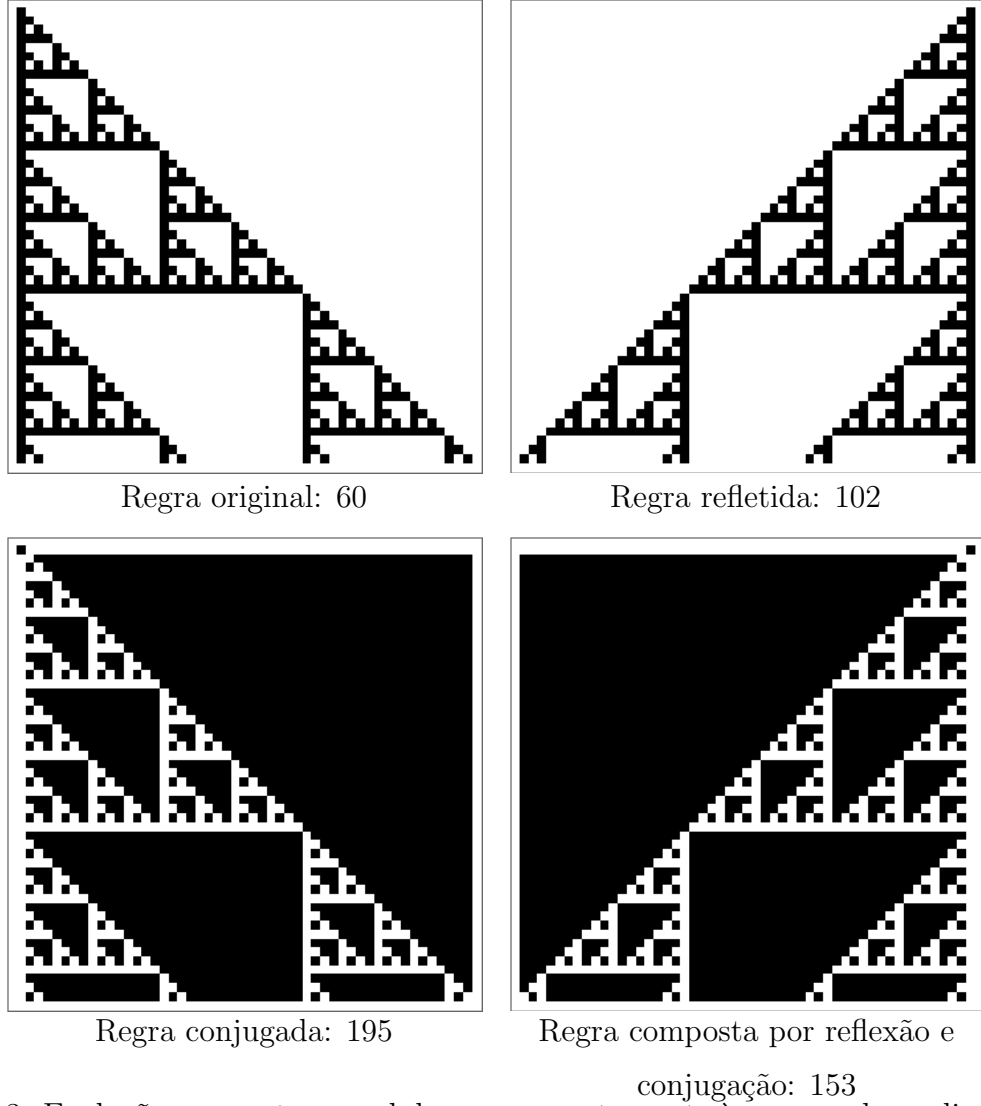 Regra original: 60
Regra refletida: 102
Regra conjugada: 195
Regra composta por reflexão e
conjugação: 153